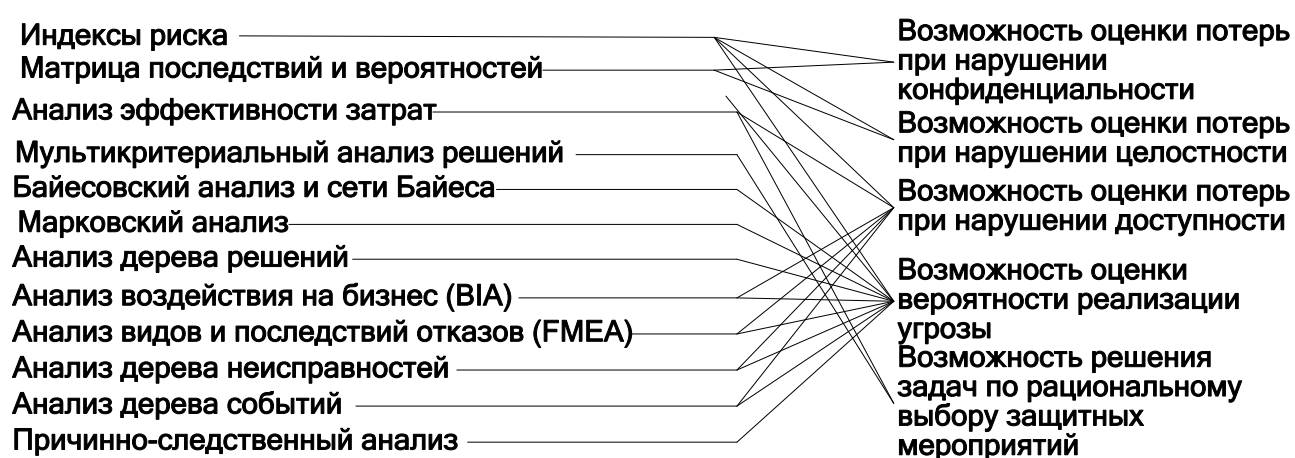 Индексы риска
Матрица последствий и вероятностей
Анализ эффективности затрат
Мультикритериальный анализ решений
Байесовский анализ и сети Байеса
Марковский анализ
Анализ дерева решений
Анализ воздействия на бизнес (BIA)
Анализ видов и последствий отказов (FMEA)
Анализ дерева неисправностей
Анализ дерева событий
Причинно-следственный анализ
Возможность оценки потерь
при нарушении
конфиденциальности
Возможность оценки потерь
при нарушении целостности
Возможность оценки потерь
при нарушении доступности
Возможность оценки
вероятности реализации
угрозы
Возможность решения
задач по рациональному
выбору защитных
мероприятий